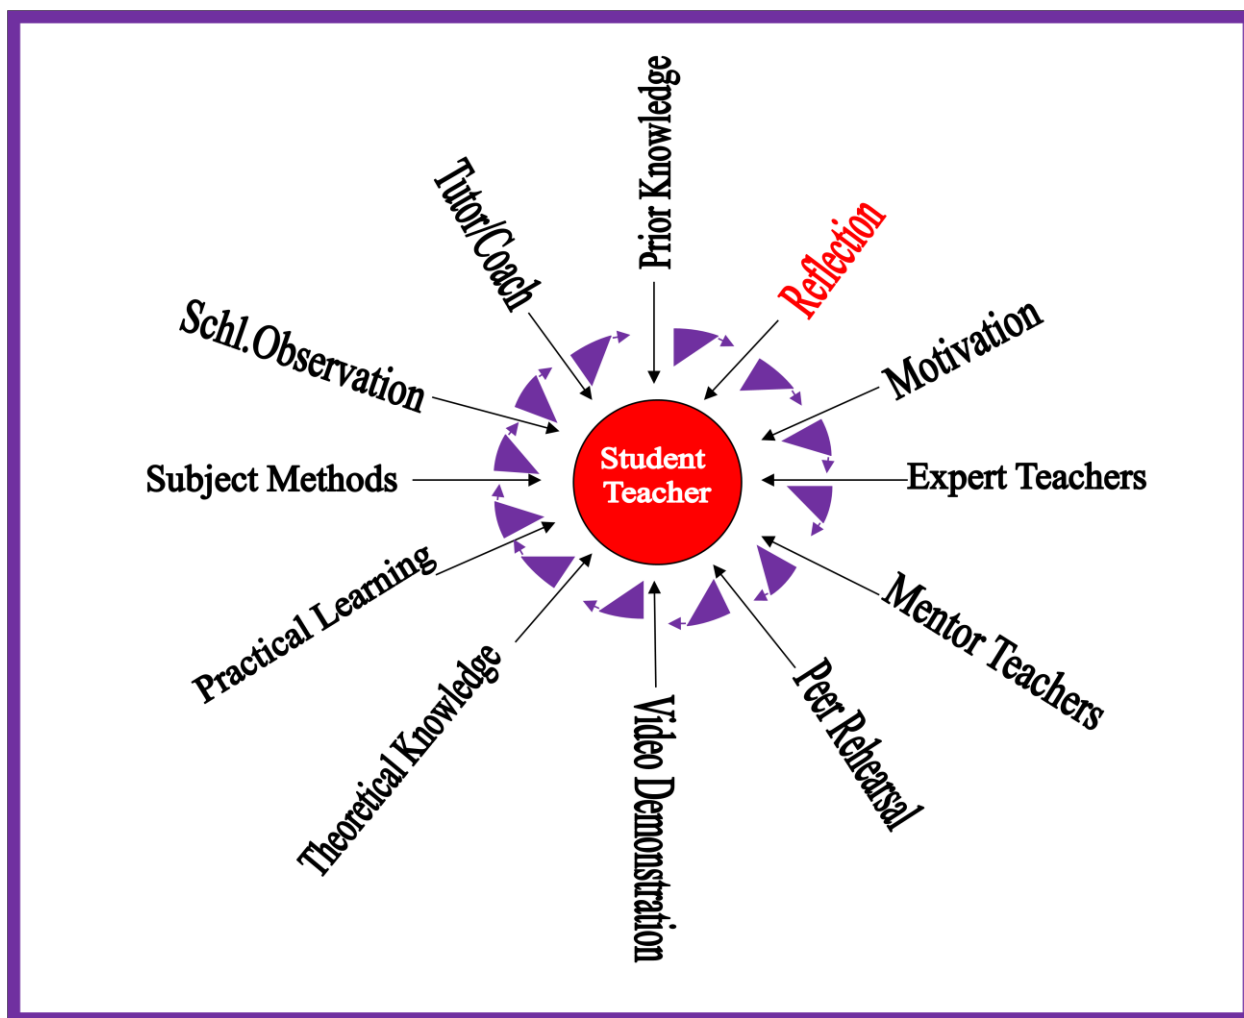 Prior Knowledge
Reflection
Motivation
Expert Teachers
Mentor Teachers
Peer Rehearsal
Video Demonstration
Theoretical Knowledge
Practical Learning
Subject Methods
Schl.Observation
Tutor/Coach
Student
Teacher